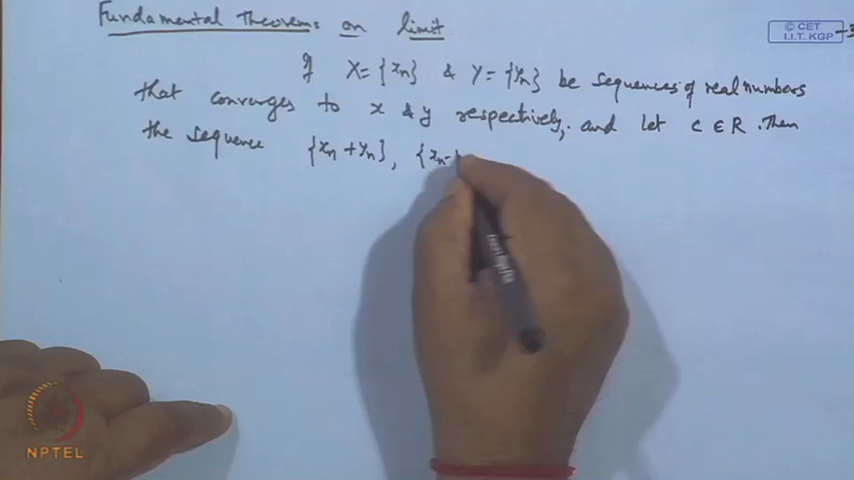 Fundamental Theorems on limit
© CET
I.I.T. KGP
If X = {xn} & Y = {yn} be sequences of real numbers
that converges to x & y respectively, and let c ∈ R. Then
the sequence {xn + yn}, {xn -
NPTEL